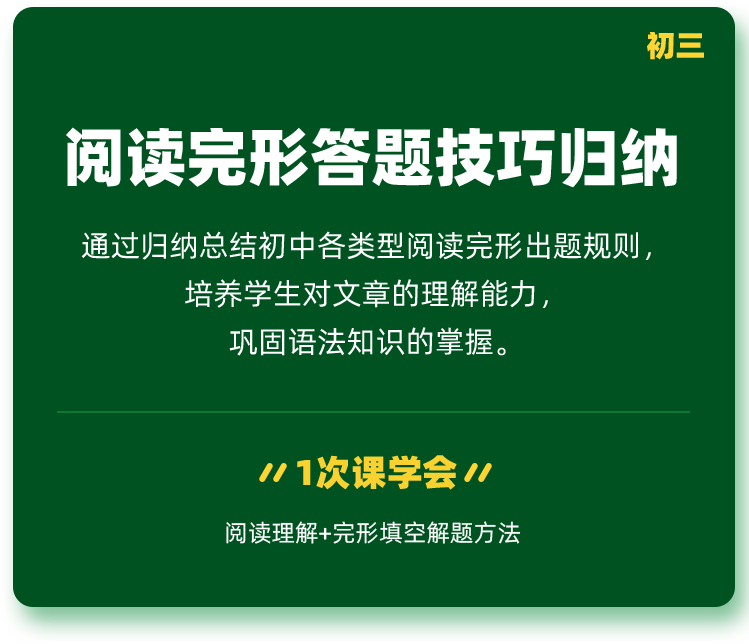 初三
阅读完形答题技巧归纳
通过归纳总结初中各类型阅读完形出题规则，
培养学生对文章的理解能力，
巩固语法知识的掌握。
1次课学会
阅读理解+完形填空解题方法